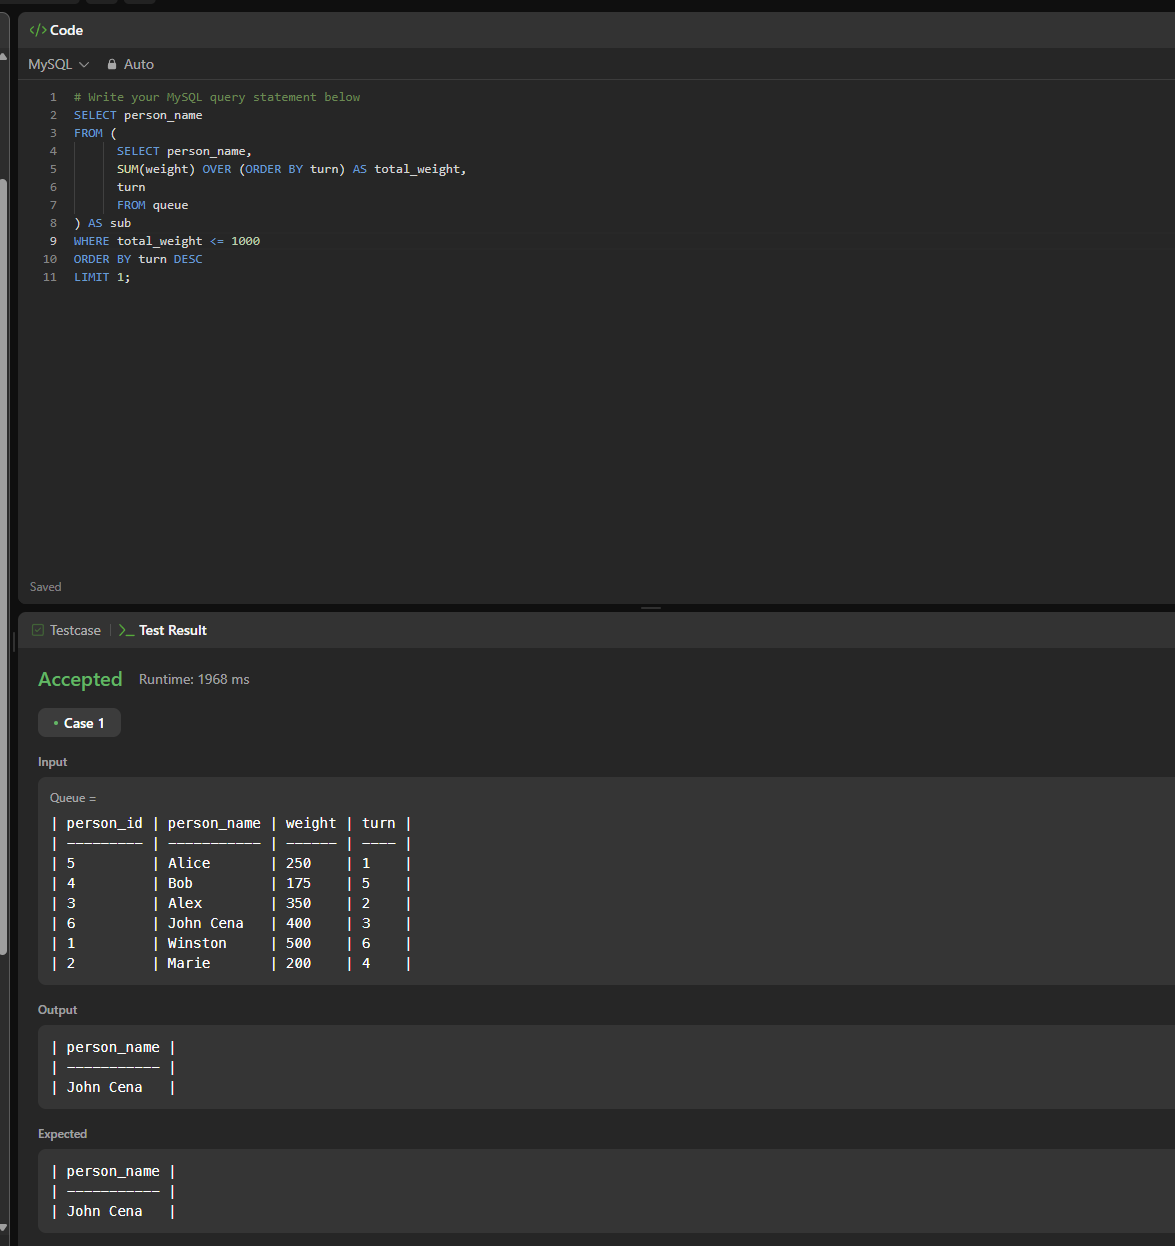 </> Code
MySQL Auto
1 # Write your MySQL query statement below
2 SELECT person_name
3 FROM (
4 SELECT person_name,
5 SUM(weight) OVER (ORDER BY turn) AS total_weight,
6 turn
7 FROM queue
8 ) AS sub
9 WHERE total_weight <= 1000
10 ORDER BY turn DESC
11 LIMIT 1;
Saved
Testcase | >_ Test Result
Accepted Runtime: 1968 ms
• Case 1
Input
Queue =
| person_id | person_name | weight | turn |
| --------- | ----------- | ------ | ---- |
| 5 | Alice | 250 | 1 |
| 4 | Bob | 175 | 5 |
| 3 | Alex | 350 | 2 |
| 6 | John Cena | 400 | 3 |
| 1 | Winston | 500 | 6 |
| 2 | Marie | 200 | 4 |
Output
| person_name |
| ----------- |
| John Cena |
Expected
| person_name |
| ----------- |
| John Cena |